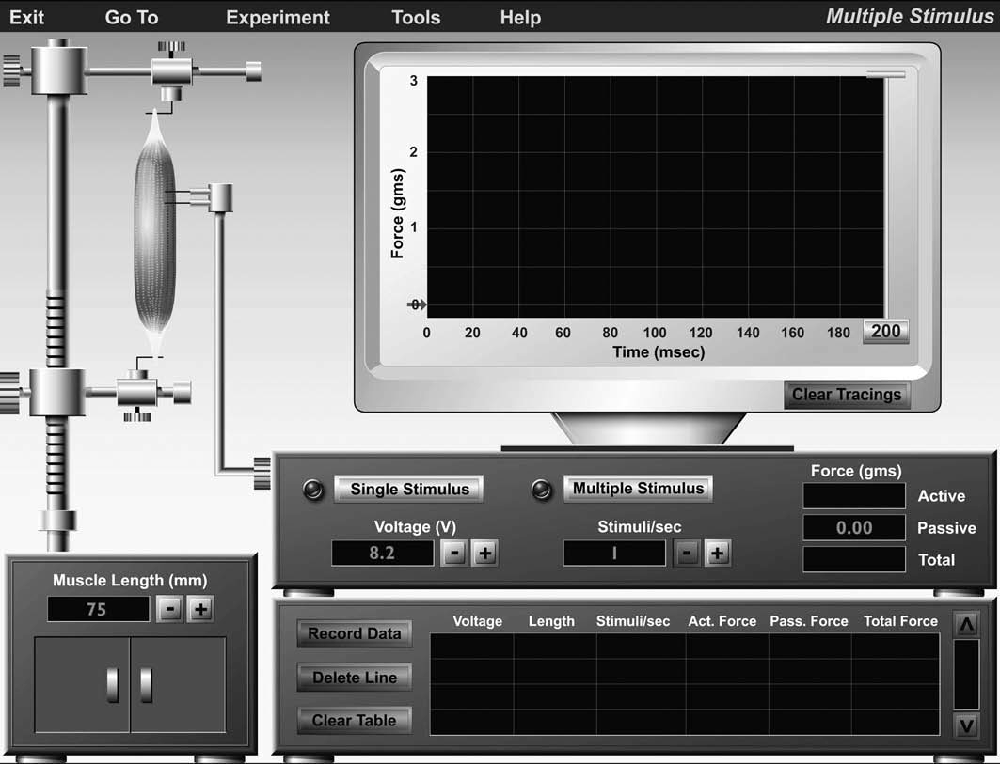 Exit Go To Experiment Tools Help Multiple Stimulus
3
2
1
0
Force (gms)
0 20 40 60 80 100 120 140 160 180 200
Time (msec)
Clear Tracings
Single Stimulus Multiple Stimulus Force (gms)
Active
Voltage (V) Stimuli/sec
0.00 Passive
8.2 - + 1 - +
Total
Muscle Length (mm)
75 - +
Record Data
Delete Line
Clear Table
Voltage Length Stimuli/sec Act. Force Pass. Force Total Force